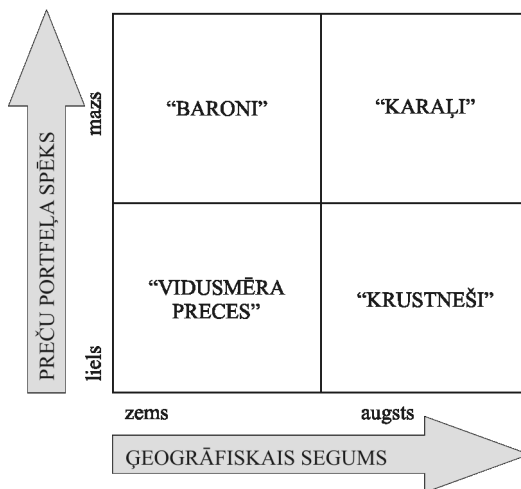 PREČU PORTFEĻA SPĒKS
mazs
liels
“BARONI”
“KARAĻI”
“VIDUSMĒRA
PRECES”
“KRUSTNEŠI”
zems
augsts
ĢEOGRĀFISKAIS SEGUMS